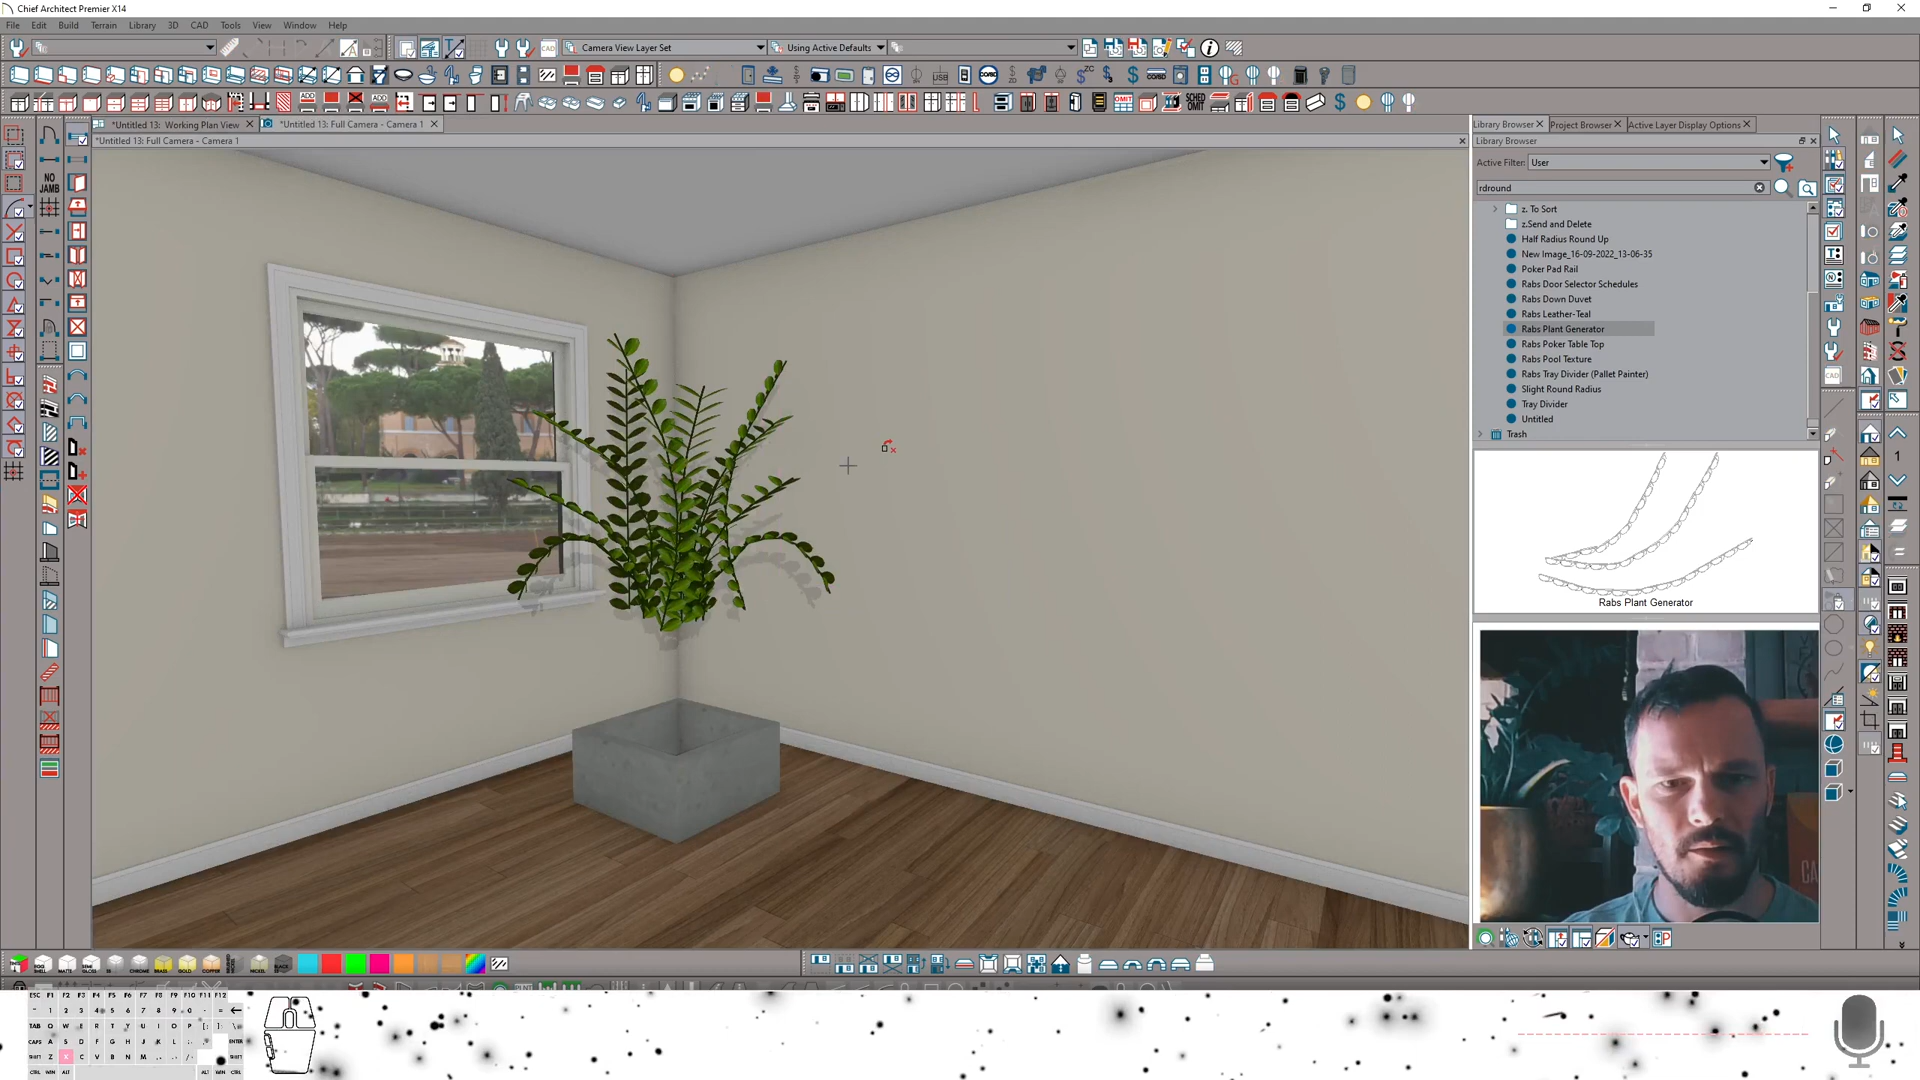 Chief Architect Premier X14
File Edit Build Terrain Library 3D CAD Tools View Window Help
Camera View Layer Set
Using Active Defaults
*Untitled 13: Working Plan View
*Untitled 13: Full Camera - Camera 1
*Untitled 13: Full Camera - Camera 1
Library Browser
Project Browser
Active Layer Display Options
Library Browser
Active Filter: User
rdround
z. To Sort
z.Send and Delete
Half Radius Round Up
New Image_16-09-2022_13-06-35
Poker Pad Rail
Rabs Door Selector Schedules
Rabs Down Duvet
Rabs Leather-Teal
Rabs Plant Generator
Rabs Poker Table Top
Rabs Pool Texture
Rabs Tray Divider (Pallet Painter)
Slight Round Radius
Tray Divider
Untitled
Trash
Rabs Plant Generator
NO
JAMB
1